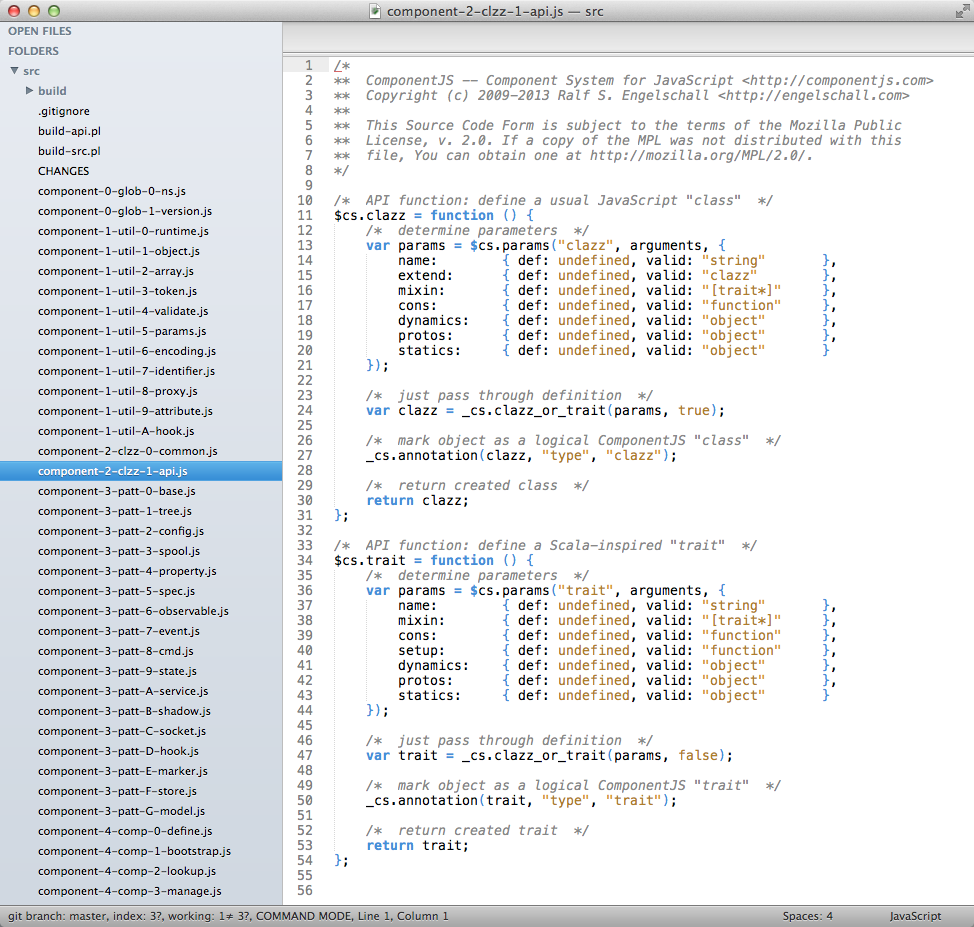 component-2-clzz-1-api.js — src
OPEN FILES
FOLDERS
src
build
.gitignore
build-api.pl
build-src.pl
CHANGES
component-0-glob-0-ns.js
component-0-glob-1-version.js
component-1-util-0-runtime.js
component-1-util-1-object.js
component-1-util-2-array.js
component-1-util-3-token.js
component-1-util-4-validate.js
component-1-util-5-params.js
component-1-util-6-encoding.js
component-1-util-7-identifier.js
component-1-util-8-proxy.js
component-1-util-9-attribute.js
component-1-util-A-hook.js
component-2-clzz-0-common.js
component-2-clzz-1-api.js
component-3-patt-0-base.js
component-3-patt-1-tree.js
component-3-patt-2-config.js
component-3-patt-3-spool.js
component-3-patt-4-property.js
component-3-patt-5-spec.js
component-3-patt-6-observable.js
component-3-patt-7-event.js
component-3-patt-8-cmd.js
component-3-patt-9-state.js
component-3-patt-A-service.js
component-3-patt-B-shadow.js
component-3-patt-C-socket.js
component-3-patt-D-hook.js
component-3-patt-E-marker.js
component-3-patt-F-store.js
component-3-patt-G-model.js
component-4-comp-0-define.js
component-4-comp-1-bootstrap.js
component-4-comp-2-lookup.js
component-4-comp-3-manage.js
1 /*
2 **  ComponentJS -- Component System for JavaScript <http://componentjs.com>
3 **  Copyright (c) 2009-2013 Ralf S. Engelschall <http://engelschall.com>
4 **
5 **  This Source Code Form is subject to the terms of the Mozilla Public
6 **  License, v. 2.0. If a copy of the MPL was not distributed with this
7 **  file, You can obtain one at http://mozilla.org/MPL/2.0/.
8 */
9
10 /*  API function: define a usual JavaScript "class"  */
11 $cs.clazz = function () {
12     /*  determine parameters  */
13     var params = $cs.params("clazz", arguments, {
14         name:        { def: undefined, valid: "string"       },
15         extend:      { def: undefined, valid: "clazz"        },
16         mixin:       { def: undefined, valid: "[trait*]"     },
17         cons:        { def: undefined, valid: "function"     },
18         dynamics:    { def: undefined, valid: "object"       },
19         protos:      { def: undefined, valid: "object"       },
20         statics:     { def: undefined, valid: "object"       }
21     });
22
23     /*  just pass through definition  */
24     var clazz = _cs.clazz_or_trait(params, true);
25
26     /*  mark object as a logical ComponentJS "class"  */
27     _cs.annotation(clazz, "type", "clazz");
28
29     /*  return created class  */
30     return clazz;
31 };
32
33 /*  API function: define a Scala-inspired "trait"  */
34 $cs.trait = function () {
35     /*  determine parameters  */
36     var params = $cs.params("trait", arguments, {
37         name:        { def: undefined, valid: "string"       },
38         mixin:       { def: undefined, valid: "[trait*]"     },
39         cons:        { def: undefined, valid: "function"     },
40         setup:       { def: undefined, valid: "function"     },
41         dynamics:    { def: undefined, valid: "object"       },
42         protos:      { def: undefined, valid: "object"       },
43         statics:     { def: undefined, valid: "object"       }
44     });
45
46     /*  just pass through definition  */
47     var trait = _cs.clazz_or_trait(params, false);
48
49     /*  mark object as a logical ComponentJS "trait"  */
50     _cs.annotation(trait, "type", "trait");
51
52     /*  return created trait  */
53     return trait;
54 };
55
56
git branch: master, index: 3?, working: 1≠ 3?, COMMAND MODE, Line 1, Column 1
Spaces: 4
JavaScript